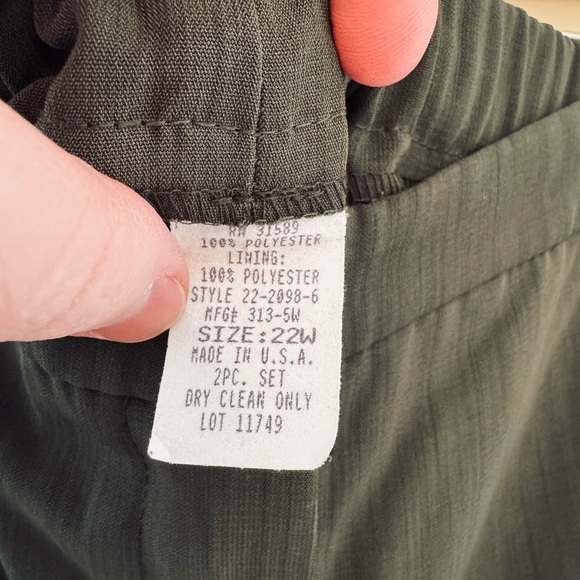 RN 31589
100% POLYESTER
LINING:
100% POLYESTER
STYLE 22-2098-6
MFG# 313-5W
SIZE:22W
MADE IN U.S.A.
2PC. SET
DRY CLEAN ONLY
LOT 11749